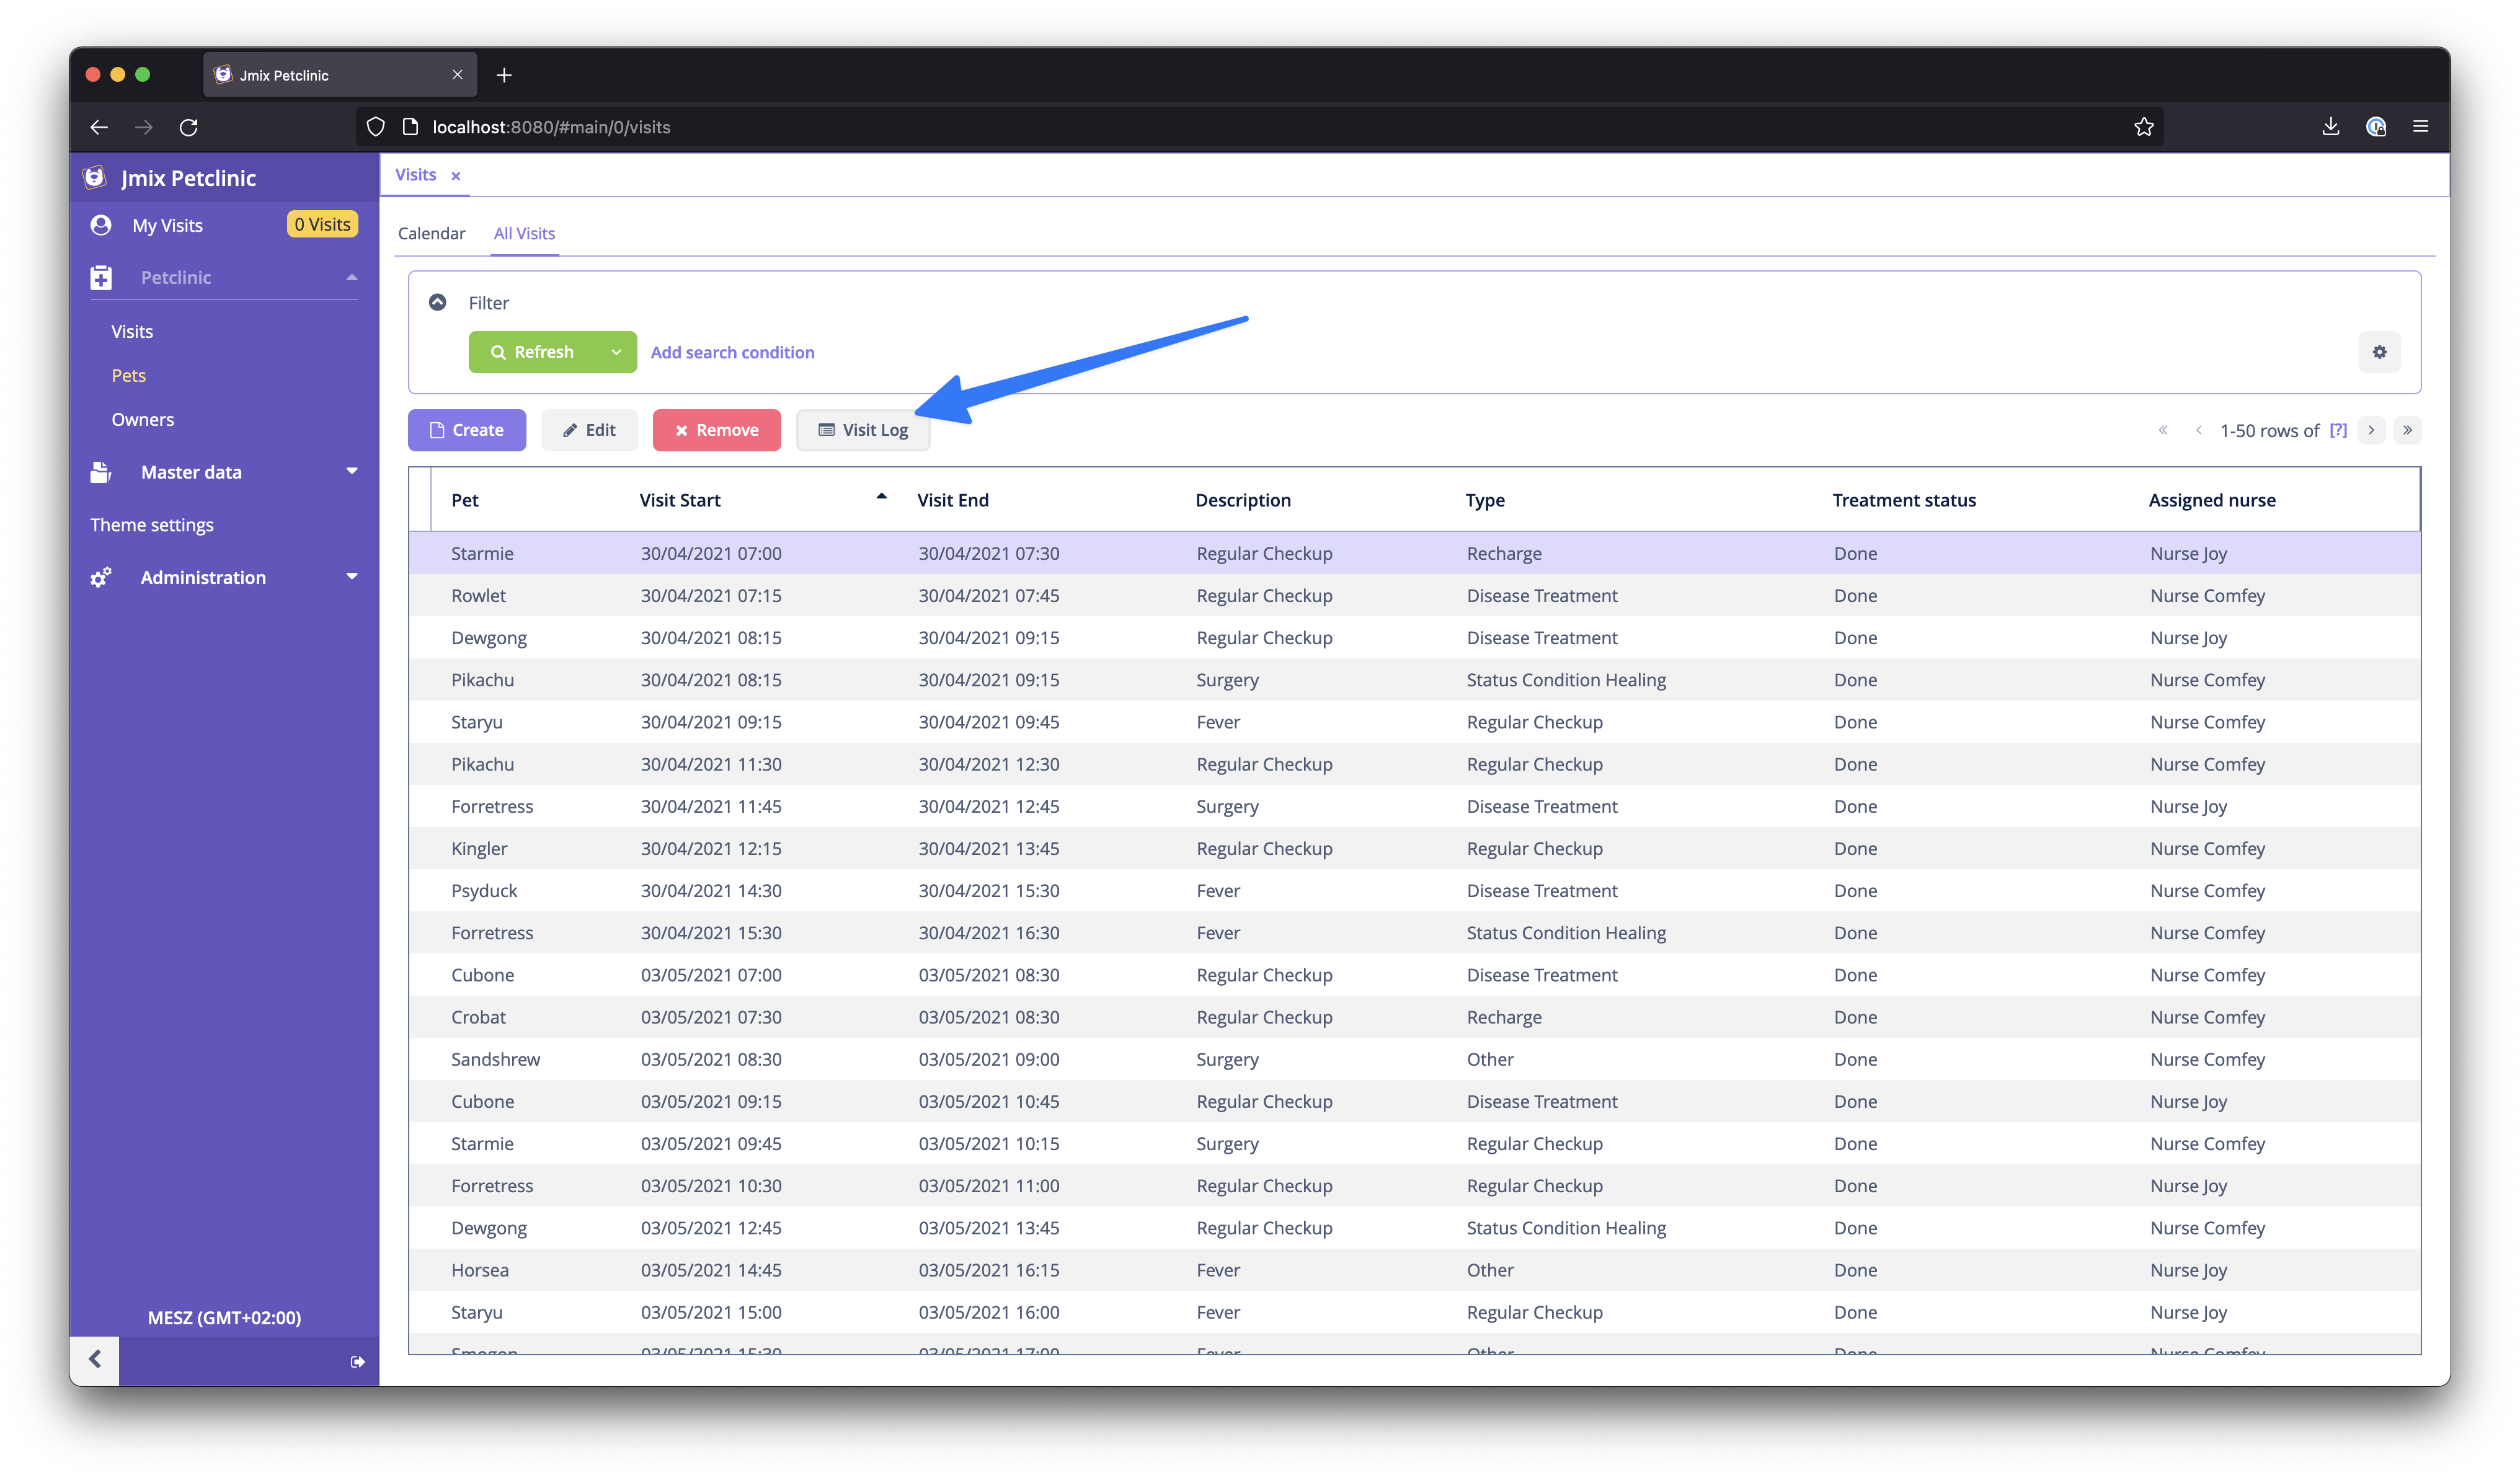 Jmix Petclinic
localhost:8080/#main/0/visits
Jmix Petclinic
My Visits 0 Visits
Petclinic
Visits
Pets
Owners
Master data
Theme settings
Administration
MESZ (GMT+02:00)
Visits
Calendar All Visits
Filter
Refresh Add search condition
Create Edit Remove Visit Log 1-50 rows of [?]
Pet Visit Start Visit End Description Type Treatment status Assigned nurse
Starmie 30/04/2021 07:00 30/04/2021 07:30 Regular Checkup Recharge Done Nurse Joy
Rowlet 30/04/2021 07:15 30/04/2021 07:45 Regular Checkup Disease Treatment Done Nurse Comfey
Dewgong 30/04/2021 08:15 30/04/2021 09:15 Regular Checkup Disease Treatment Done Nurse Joy
Pikachu 30/04/2021 08:15 30/04/2021 09:15 Surgery Status Condition Healing Done Nurse Comfey
Staryu 30/04/2021 09:15 30/04/2021 09:45 Fever Regular Checkup Done Nurse Comfey
Pikachu 30/04/2021 11:30 30/04/2021 12:30 Regular Checkup Regular Checkup Done Nurse Comfey
Forretress 30/04/2021 11:45 30/04/2021 12:45 Surgery Disease Treatment Done Nurse Joy
Kingler 30/04/2021 12:15 30/04/2021 13:45 Regular Checkup Regular Checkup Done Nurse Comfey
Psyduck 30/04/2021 14:30 30/04/2021 15:30 Fever Disease Treatment Done Nurse Comfey
Forretress 30/04/2021 15:30 30/04/2021 16:30 Fever Status Condition Healing Done Nurse Comfey
Cubone 03/05/2021 07:00 03/05/2021 08:30 Regular Checkup Disease Treatment Done Nurse Comfey
Crobat 03/05/2021 07:30 03/05/2021 08:30 Regular Checkup Recharge Done Nurse Comfey
Sandshrew 03/05/2021 08:30 03/05/2021 09:00 Surgery Other Done Nurse Comfey
Cubone 03/05/2021 09:15 03/05/2021 10:45 Regular Checkup Disease Treatment Done Nurse Joy
Starmie 03/05/2021 09:45 03/05/2021 10:15 Surgery Regular Checkup Done Nurse Comfey
Forretress 03/05/2021 10:30 03/05/2021 11:00 Regular Checkup Regular Checkup Done Nurse Joy
Dewgong 03/05/2021 12:45 03/05/2021 13:45 Regular Checkup Status Condition Healing Done Nurse Comfey
Horsea 03/05/2021 14:45 03/05/2021 16:15 Fever Other Done Nurse Joy
Staryu 03/05/2021 15:00 03/05/2021 16:00 Fever Regular Checkup Done Nurse Joy